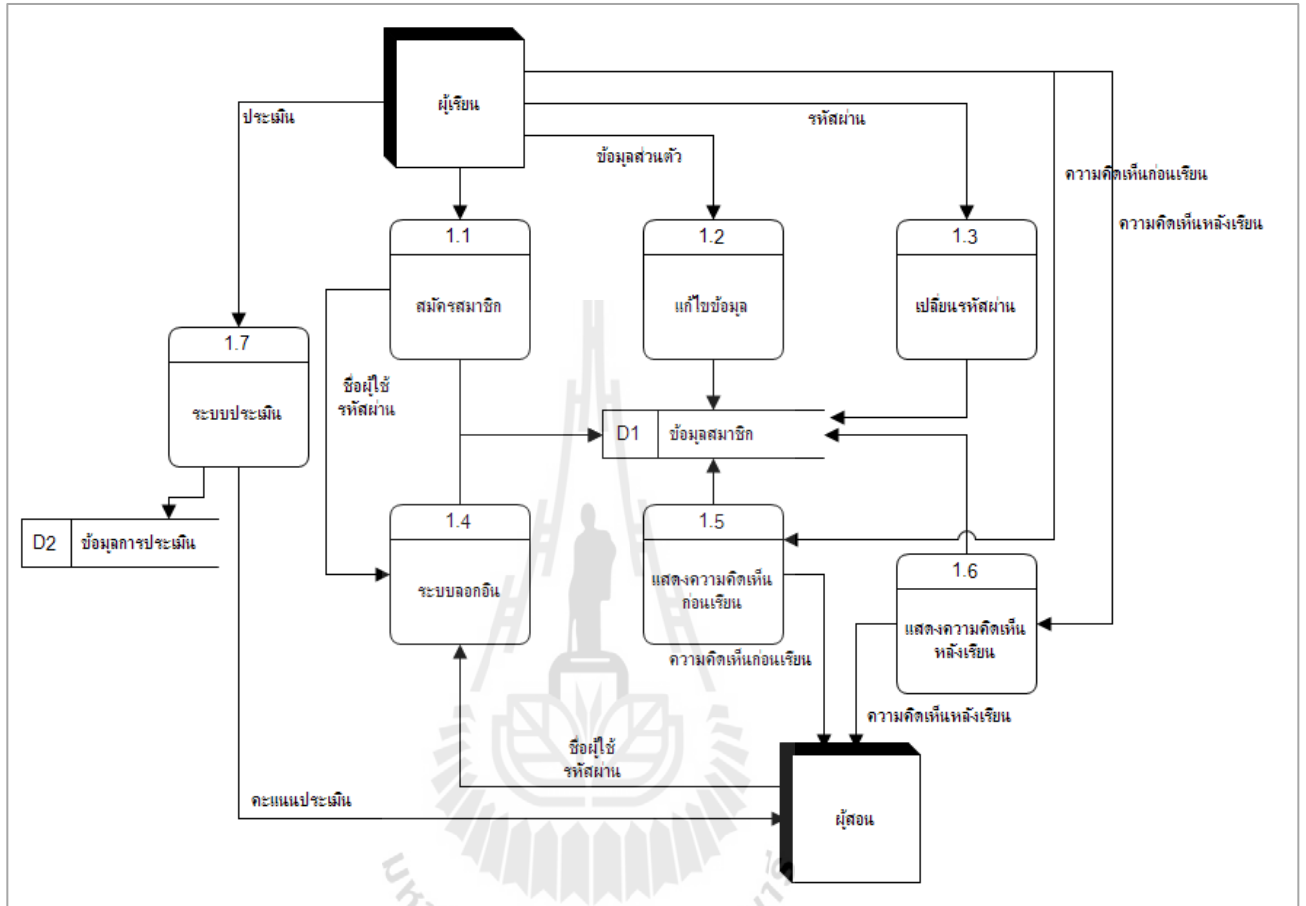 ผู้เรียน
ประเมิน
รหัสผ่าน
ข้อมูลส่วนตัว
ความคิดเห็นก่อนเรียน
ความคิดเห็นหลังเรียน
1.1
สมัครสมาชิก
1.2
แก้ไขข้อมูล
1.3
เปลี่ยนรหัสผ่าน
1.7
ระบบประเมิน
ชื่อผู้ใช้
รหัสผ่าน
D1 ข้อมูลสมาชิก
D2 ข้อมูลการประเมิน
1.4
ระบบลอกอิน
1.5
แสดงความคิดเห็น
ก่อนเรียน
1.6
แสดงความคิดเห็น
หลังเรียน
ความคิดเห็นก่อนเรียน
ความคิดเห็นหลังเรียน
ชื่อผู้ใช้
รหัสผ่าน
คะแนนประเมิน
ผู้สอน